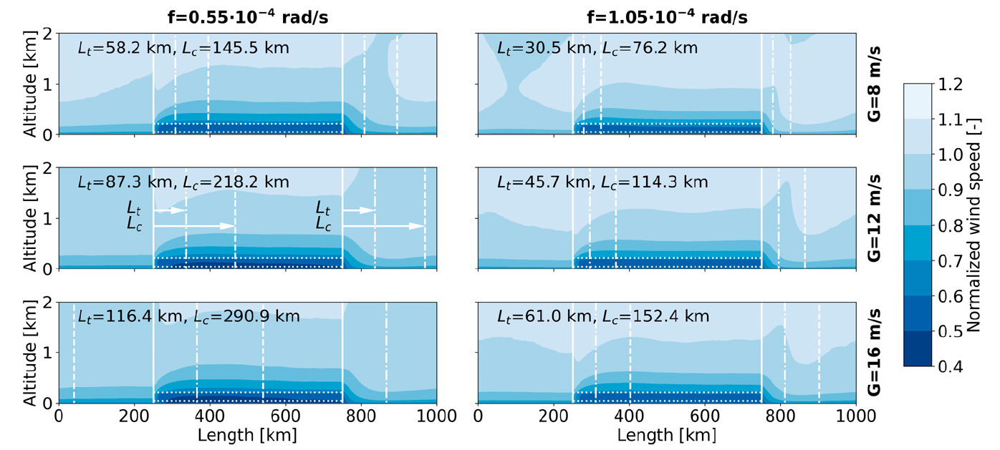 f=0.55·10⁻⁴ rad/s
f=1.05·10⁻⁴ rad/s
Altitude [km]
2
1
0
Lt=58.2 km, Lc=145.5 km
Lt=30.5 km, Lc=76.2 km
G=8 m/s
Altitude [km]
2
1
0
Lt=87.3 km, Lc=218.2 km
Lt
Lc
Lt
Lc
Lt=45.7 km, Lc=114.3 km
G=12 m/s
Altitude [km]
2
1
0
Lt=116.4 km, Lc=290.9 km
Lt=61.0 km, Lc=152.4 km
G=16 m/s
0 200 400 600 800 1000
0 200 400 600 800 1000
Length [km]
Length [km]
1.2
1.1
1.0
0.9
0.8
0.7
0.6
0.5
0.4
Normalized wind speed [-]